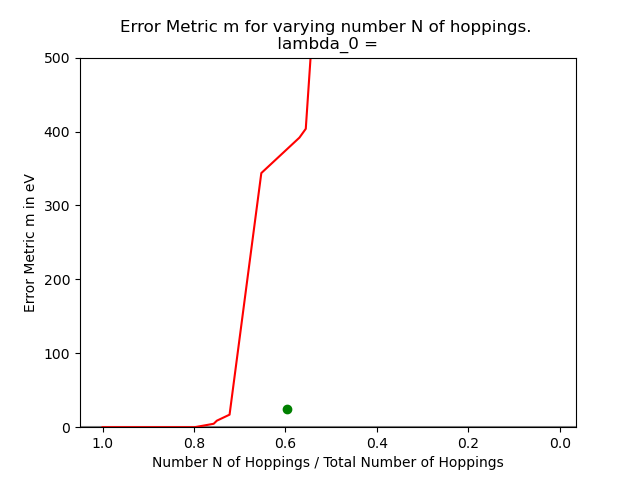 Error Metric m for varying number N of hoppings.
lambda_0 =
500
400
300
200
100
0
Error Metric m in eV
1.0 0.8 0.6 0.4 0.2 0.0
Number N of Hoppings / Total Number of Hoppings